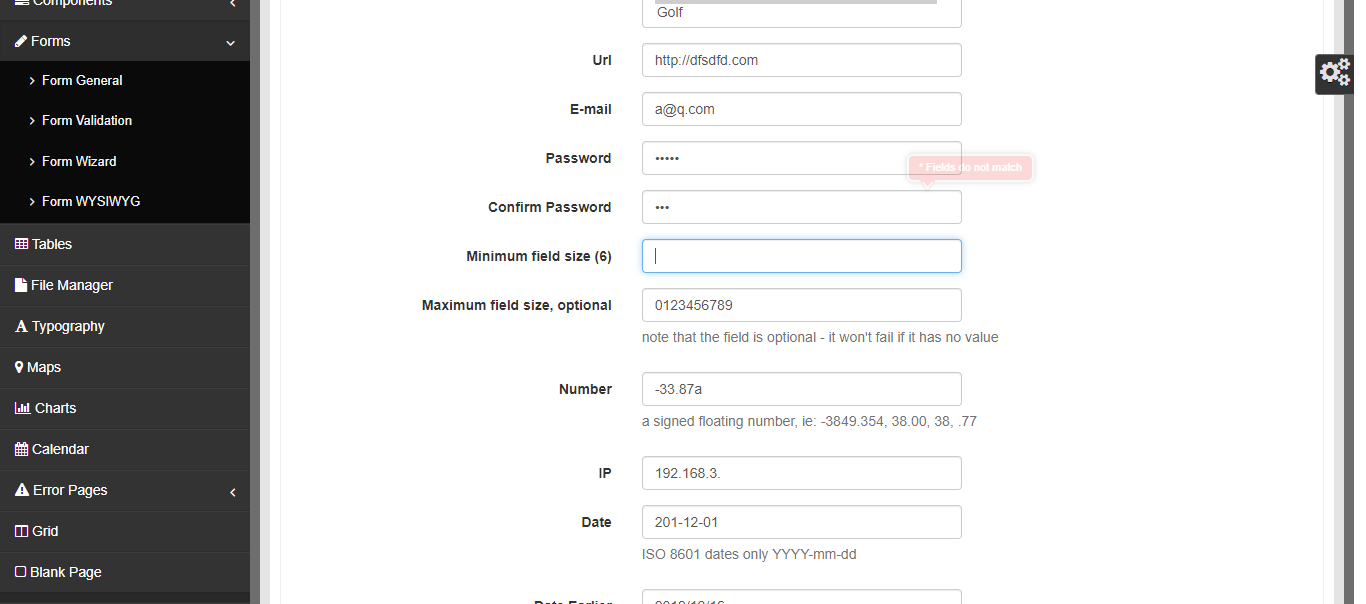 Components
Forms
Form General
Form Validation
Form Wizard
Form WYSIWYG
Tables
File Manager
Typography
Maps
Charts
Calendar
Error Pages
Grid
Blank Page
Golf
Url http://dfsdfd.com
E-mail a@q.com
Password •••••
* Fields do not match
Confirm Password •••
Minimum field size (6)
Maximum field size, optional 0123456789
note that the field is optional - it won't fail if it has no value
Number -33.87a
a signed floating number, ie: -3849.354, 38.00, 38, .77
IP 192.168.3.
Date 201-12-01
ISO 8601 dates only YYYY-mm-dd
Date Earlier